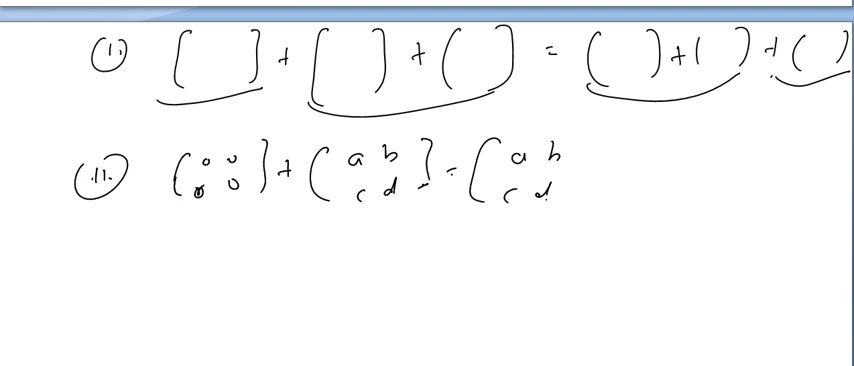 (i) [ ] + [ ] + ( ] = ( ) + ( ) + ( )
(ii) [ 0 0 ] + ( a b ] = [ a b
0 0 c d c d